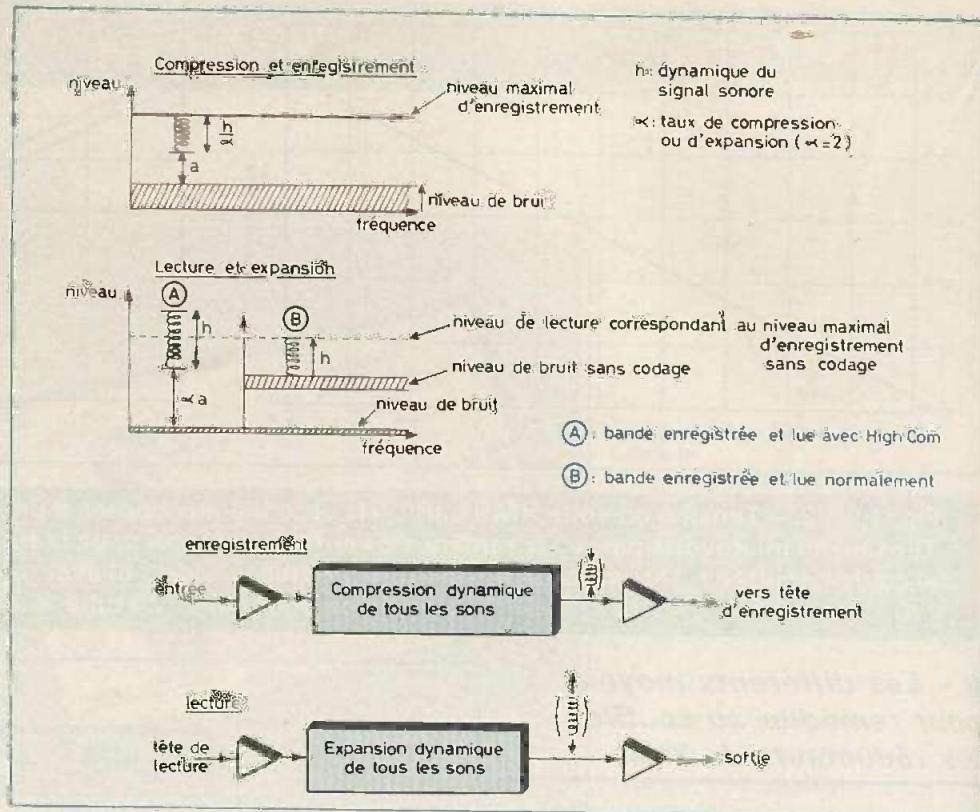 Compression et enregistrement
niveau
niveau maximal
d'enregistrement
h : dynamique du
signal sonore
∝ : taux de compression
ou d'expansion (∝=2)
h
∝
a
niveau de bruit
fréquence
Lecture et expansion
niveau
A
B
h
h
∝ a
niveau de lecture correspondant au niveau maximal
d'enregistrement
sans codage
niveau de bruit sans codage
niveau de bruit
fréquence
A : bande enregistrée et lue avec High Com
B : bande enregistrée et lue normalement
enregistrement
entrée
Compression dynamique
de tous les sons
vers tête
d'enregistrement
lecture
tête de
lecture
Expansion dynamique
de tous les sons
sortie